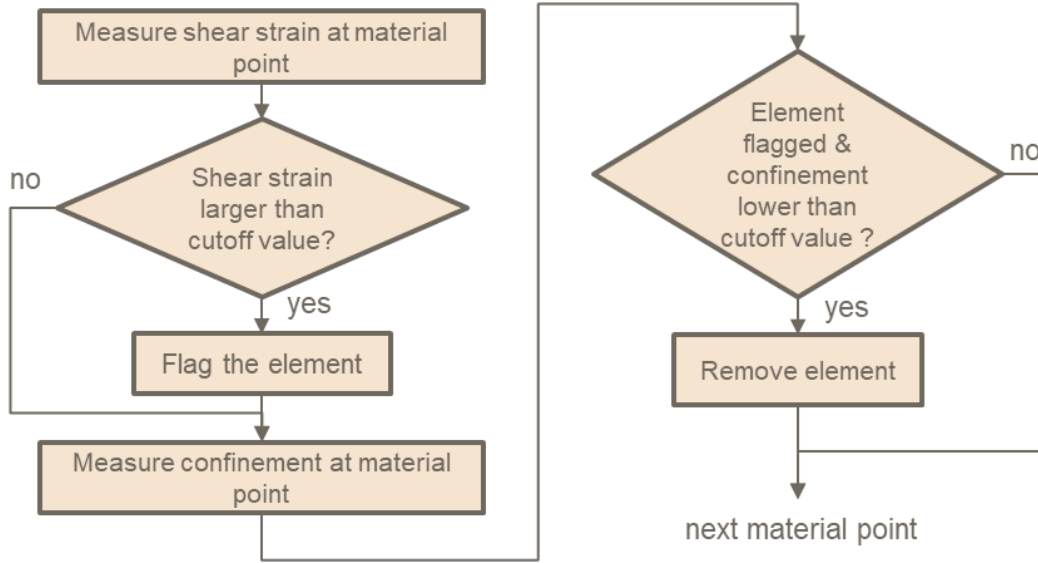 Measure shear strain at material
point
no
Shear strain
larger than
cutoff value?
yes
Flag the element
Measure confinement at material
point
Element
flagged &
confinement
lower than
cutoff value ?
no
yes
Remove element
next material point